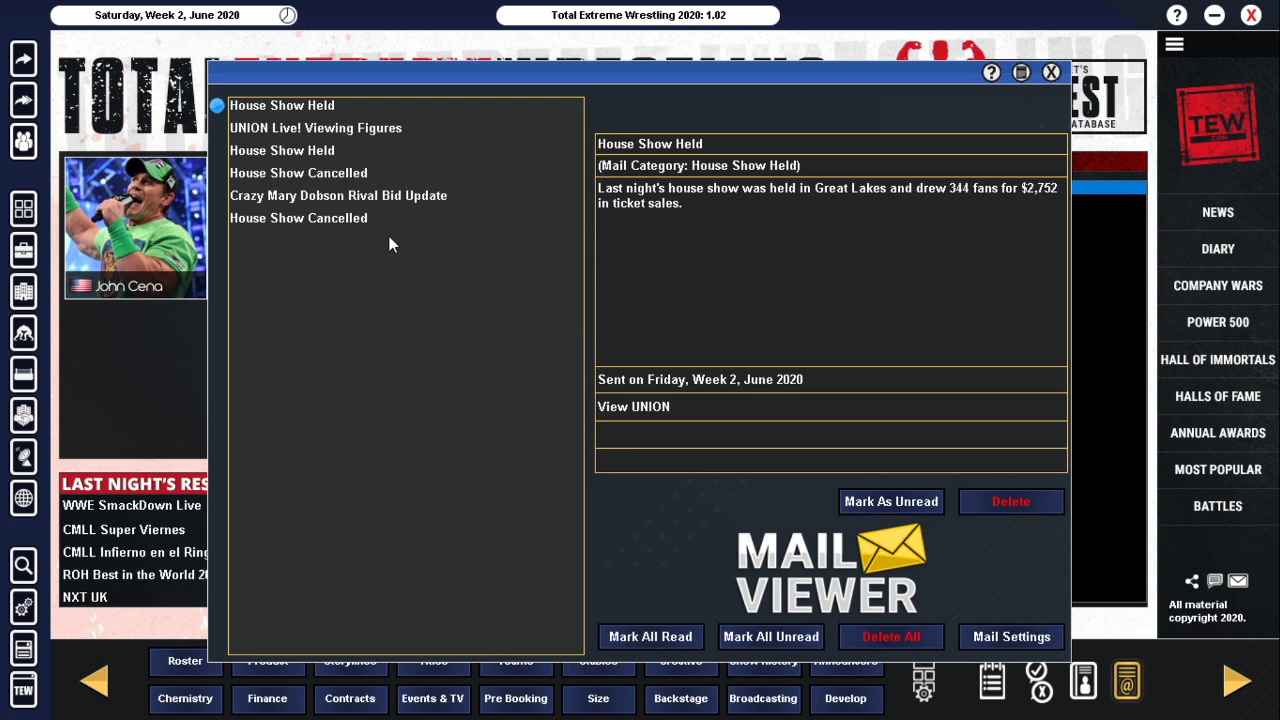 Saturday, Week 2, June 2020
Total Extreme Wrestling 2020: 1.02
?
X
TOTA
EST
ATABASE
?
X
House Show Held
UNION Live! Viewing Figures
House Show Held
House Show Cancelled
Crazy Mary Dobson Rival Bid Update
House Show Cancelled
House Show Held
(Mail Category: House Show Held)
Last night's house show was held in Great Lakes and drew 344 fans for $2,752
in ticket sales.
Sent on Friday, Week 2, June 2020
View UNION
Mark As Unread
Delete
MAIL
VIEWER
Mark All Read
Mark All Unread
Delete All
Mail Settings
John Cena
LAST NIGHT'S RES
WWE SmackDown Live
CMLL Super Viernes
CMLL Infierno en el Ring
ROH Best in the World 20
NXT UK
TEW
.COM
NEWS
DIARY
COMPANY WARS
POWER 500
HALL OF IMMORTALS
HALLS OF FAME
ANNUAL AWARDS
MOST POPULAR
BATTLES
All material
copyright 2020.
Roster
Chemistry
Finance
Contracts
Events & TV
Pre Booking
Size
Backstage
Broadcasting
Develop
TEW